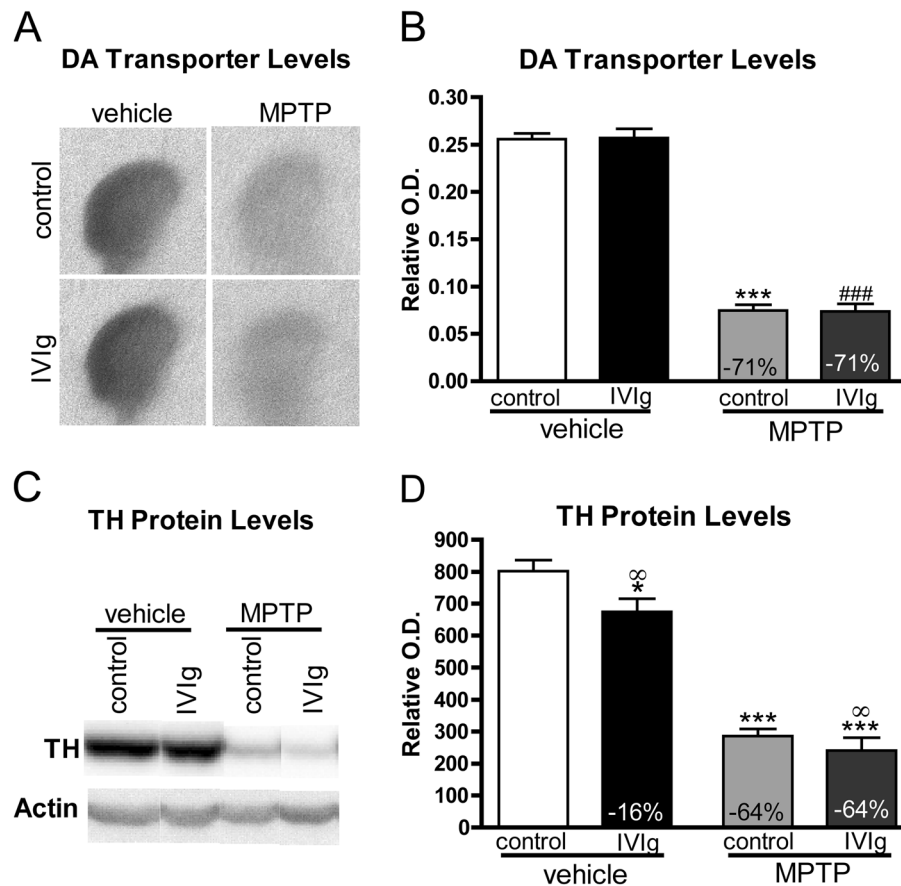 A
DA Transporter Levels
vehicle MPTP
control
IVIg
B
DA Transporter Levels
Relative O.D.
0.30
0.25
0.20
0.15
0.10
0.05
0.00
*** ###
-71% -71%
control IVIg control IVIg
vehicle MPTP
C
TH Protein Levels
vehicle MPTP
control IVIg control IVIg
TH
Actin
D
TH Protein Levels
Relative O.D.
900
800
700
600
500
400
300
200
100
0
∞
*
∞
*** ***
-16% -64% -64%
control IVIg control IVIg
vehicle MPTP